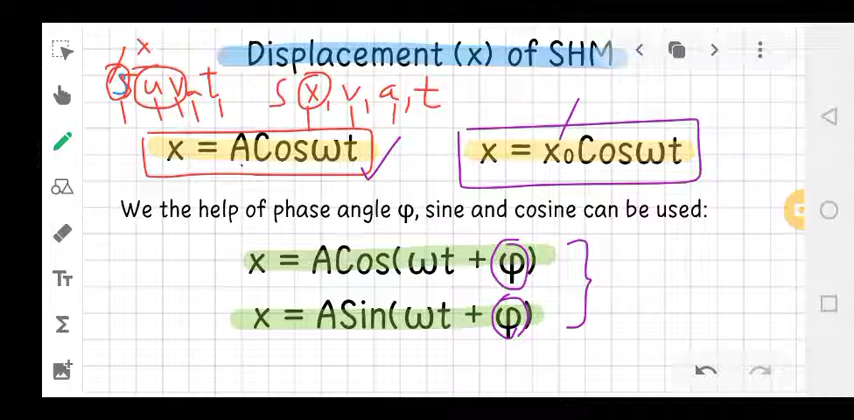 Displacement (x) of SHM
x
s u v a t s x, v, a, t
x = ACosωt x = x₀Cosωt
We the help of phase angle φ, sine and cosine can be used:
x = ACos(ωt + φ)
x = ASin(ωt + φ)